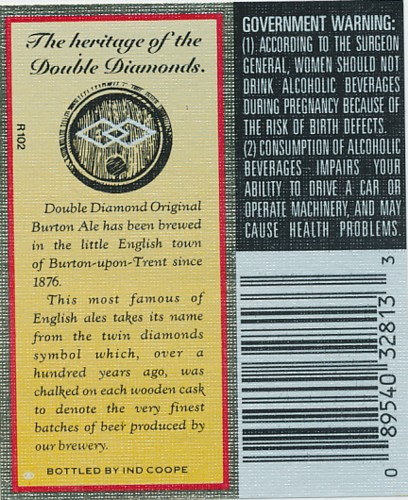 The heritage of the
Double Diamonds.
R 102
Double Diamond Original
Burton Ale has been brewed
in the little English town
of Burton-upon-Trent since
1876.
This most famous of
English ales takes its name
from the twin diamonds
symbol which, over a
hundred years ago, was
chalked on each wooden cask
to denote the very finest
batches of beer produced by
our brewery.
BOTTLED BY IND COOPE
GOVERNMENT WARNING:
(1) ACCORDING TO THE SURGEON
GENERAL, WOMEN SHOULD NOT
DRINK ALCOHOLIC BEVERAGES
DURING PREGNANCY BECAUSE OF
THE RISK OF BIRTH DEFECTS.
(2) CONSUMPTION OF ALCOHOLIC
BEVERAGES IMPAIRS YOUR
ABILITY TO DRIVE A CAR OR
OPERATE MACHINERY, AND MAY
CAUSE HEALTH PROBLEMS.
0 89540 32813 3